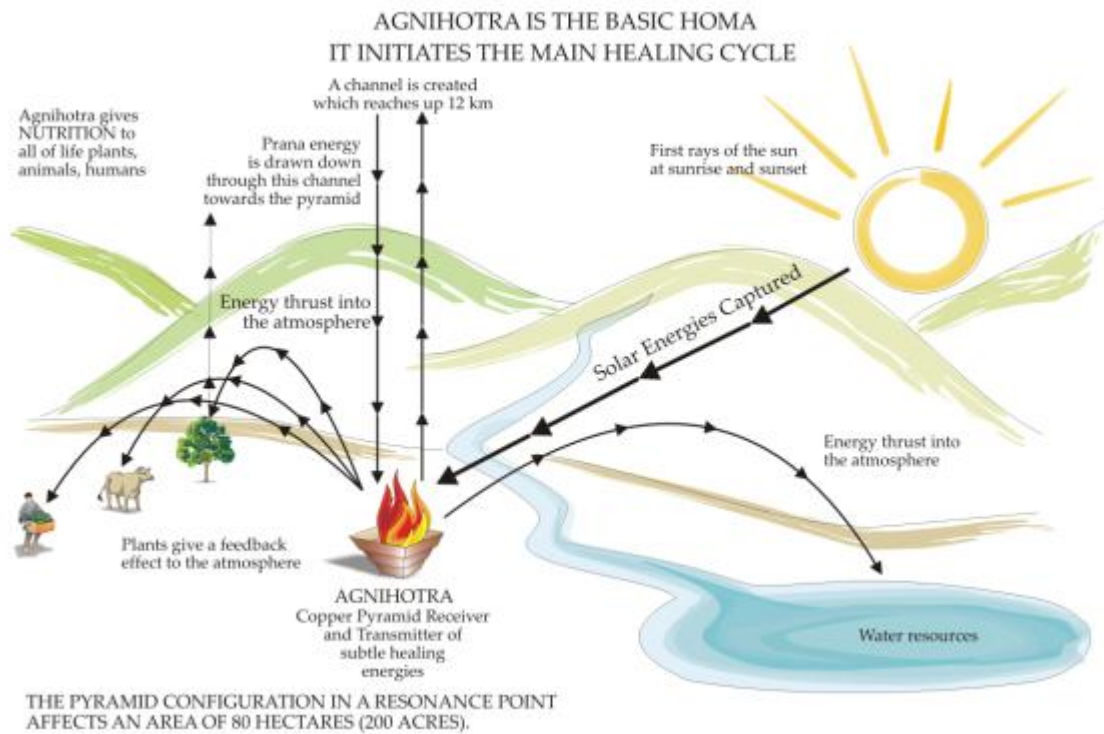 AGNIHOTRA IS THE BASIC HOMA
IT INITIATES THE MAIN HEALING CYCLE
A channel is created
which reaches up 12 km
Agnihotra gives
NUTRITION to
all of life plants,
animals, humans
Prana energy
is drawn down
through this channel
towards the pyramid
First rays of the sun
at sunrise and sunset
Energy thrust into
the atmosphere
Solar Energies Captured
Energy thrust into
the atmosphere
Plants give a feedback
effect to the atmosphere
AGNIHOTRA
Copper Pyramid Receiver
and Transmitter of
subtle healing
energies
Water resources
THE PYRAMID CONFIGURATION IN A RESONANCE POINT
AFFECTS AN AREA OF 80 HECTARES (200 ACRES).